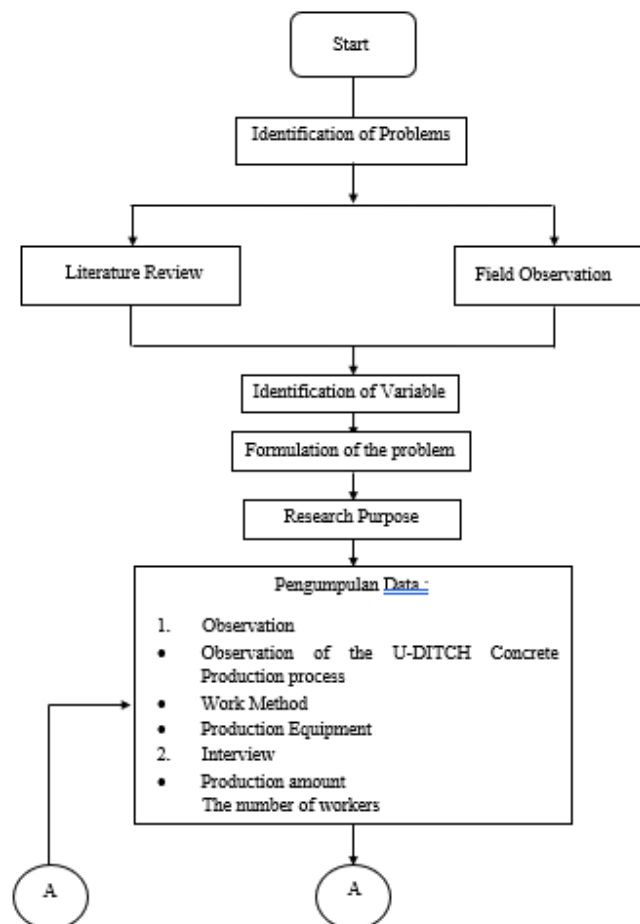 Start
Identification of Problems
Literature Review
Field Observation
Identification of Variable
Formulation of the problem
Research Purpose
Pengumpulan Data :
1. Observation
• Observation of the U-DITCH Concrete
Production process
• Work Method
• Production Equipment
2. Interview
• Production amount
The number of workers
A
A